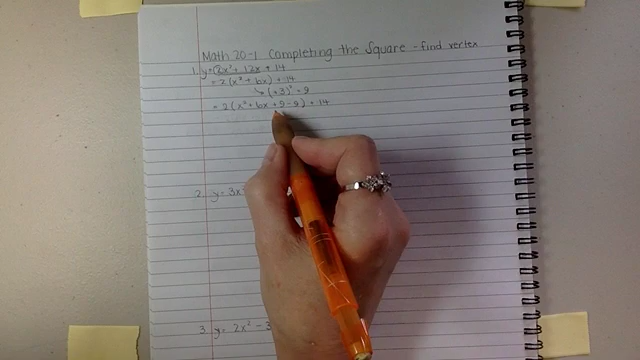 Math 20-1 Completing the Square - find vertex
1. y = (2x² + 12x + 14
= 2(x² + 6x) + 14
↘ (+3)² = 9
= 2(x² + 6x + 9 - 9) + 14
2. y = 3x
3. y = 2x² - 3